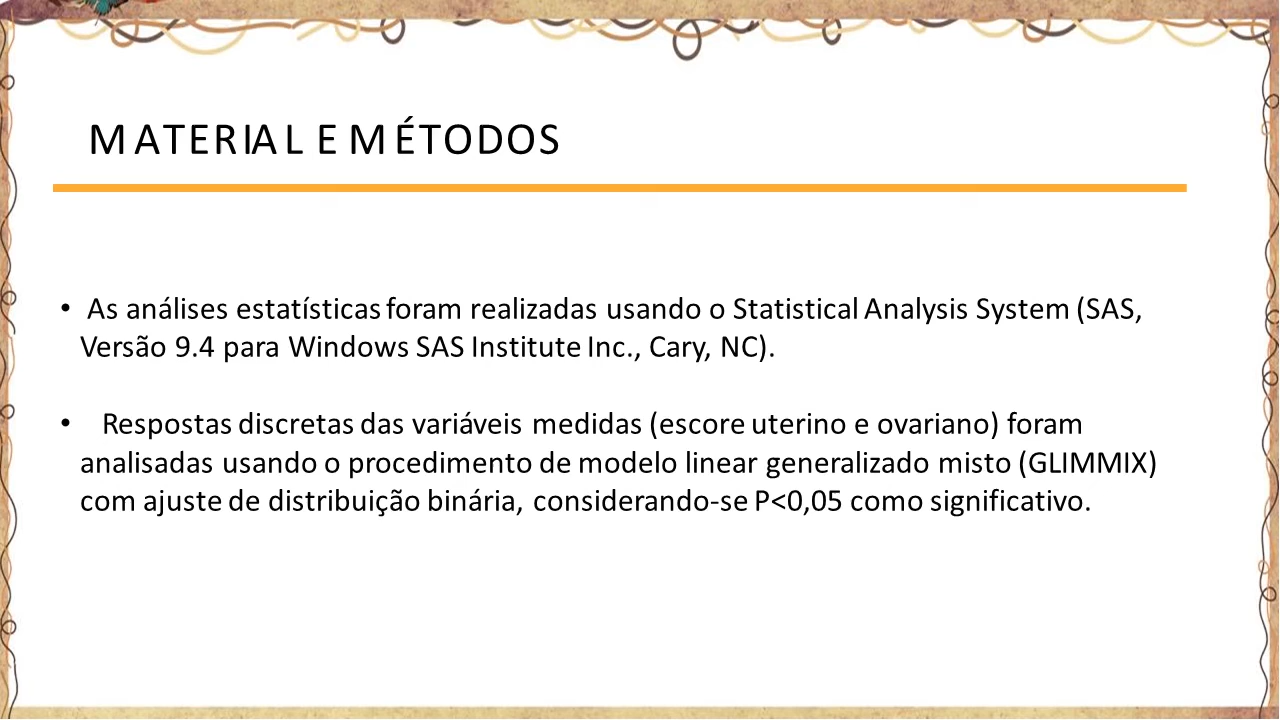 MATERIAL E MÉTODOS
• As análises estatísticas foram realizadas usando o Statistical Analysis System (SAS,
Versão 9.4 para Windows SAS Institute Inc., Cary, NC).
• Respostas discretas das variáveis medidas (escore uterino e ovariano) foram
analisadas usando o procedimento de modelo linear generalizado misto (GLIMMIX)
com ajuste de distribuição binária, considerando-se P<0,05 como significativo.